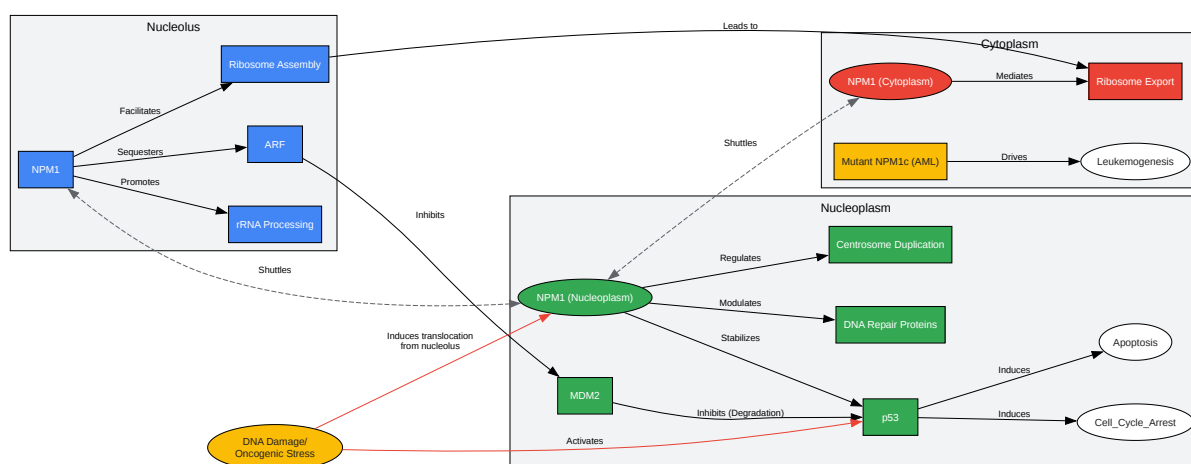 Nucleolus
Ribosome Assembly
Facilitates
ARF
Sequesters
NPM1
Promotes
rRNA Processing
Leads to
Cytoplasm
NPM1 (Cytoplasm)
Mediates
Ribosome Export
Mutant NPM1c (AML)
Drives
Leukemogenesis
Shuttles
Inhibits
Shuttles
Nucleoplasm
Centrosome Duplication
Regulates
NPM1 (Nucleoplasm)
Modulates
DNA Repair Proteins
Stabilizes
Induces translocation
from nucleolus
Apoptosis
Induces
MDM2
Inhibits (Degradation)
p53
Induces
Cell_Cycle_Arrest
DNA Damage/
Oncogenic Stress
Activates